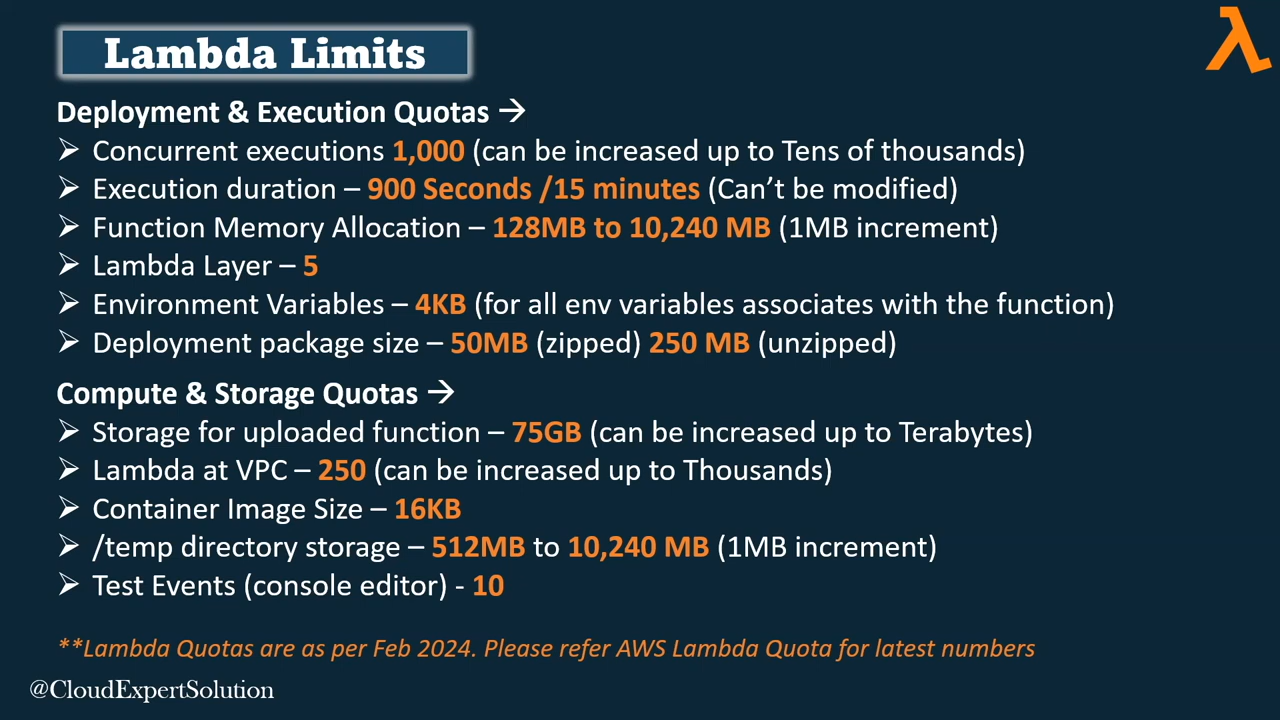 Lambda Limits
Deployment & Execution Quotas →
➢ Concurrent executions 1,000 (can be increased up to Tens of thousands)
➢ Execution duration – 900 Seconds /15 minutes (Can't be modified)
➢ Function Memory Allocation – 128MB to 10,240 MB (1MB increment)
➢ Lambda Layer – 5
➢ Environment Variables – 4KB (for all env variables associates with the function)
➢ Deployment package size – 50MB (zipped) 250 MB (unzipped)
Compute & Storage Quotas →
➢ Storage for uploaded function – 75GB (can be increased up to Terabytes)
➢ Lambda at VPC – 250 (can be increased up to Thousands)
➢ Container Image Size – 16KB
➢ /temp directory storage – 512MB to 10,240 MB (1MB increment)
➢ Test Events (console editor) - 10
**Lambda Quotas are as per Feb 2024. Please refer AWS Lambda Quota for latest numbers
@CloudExpertSolution